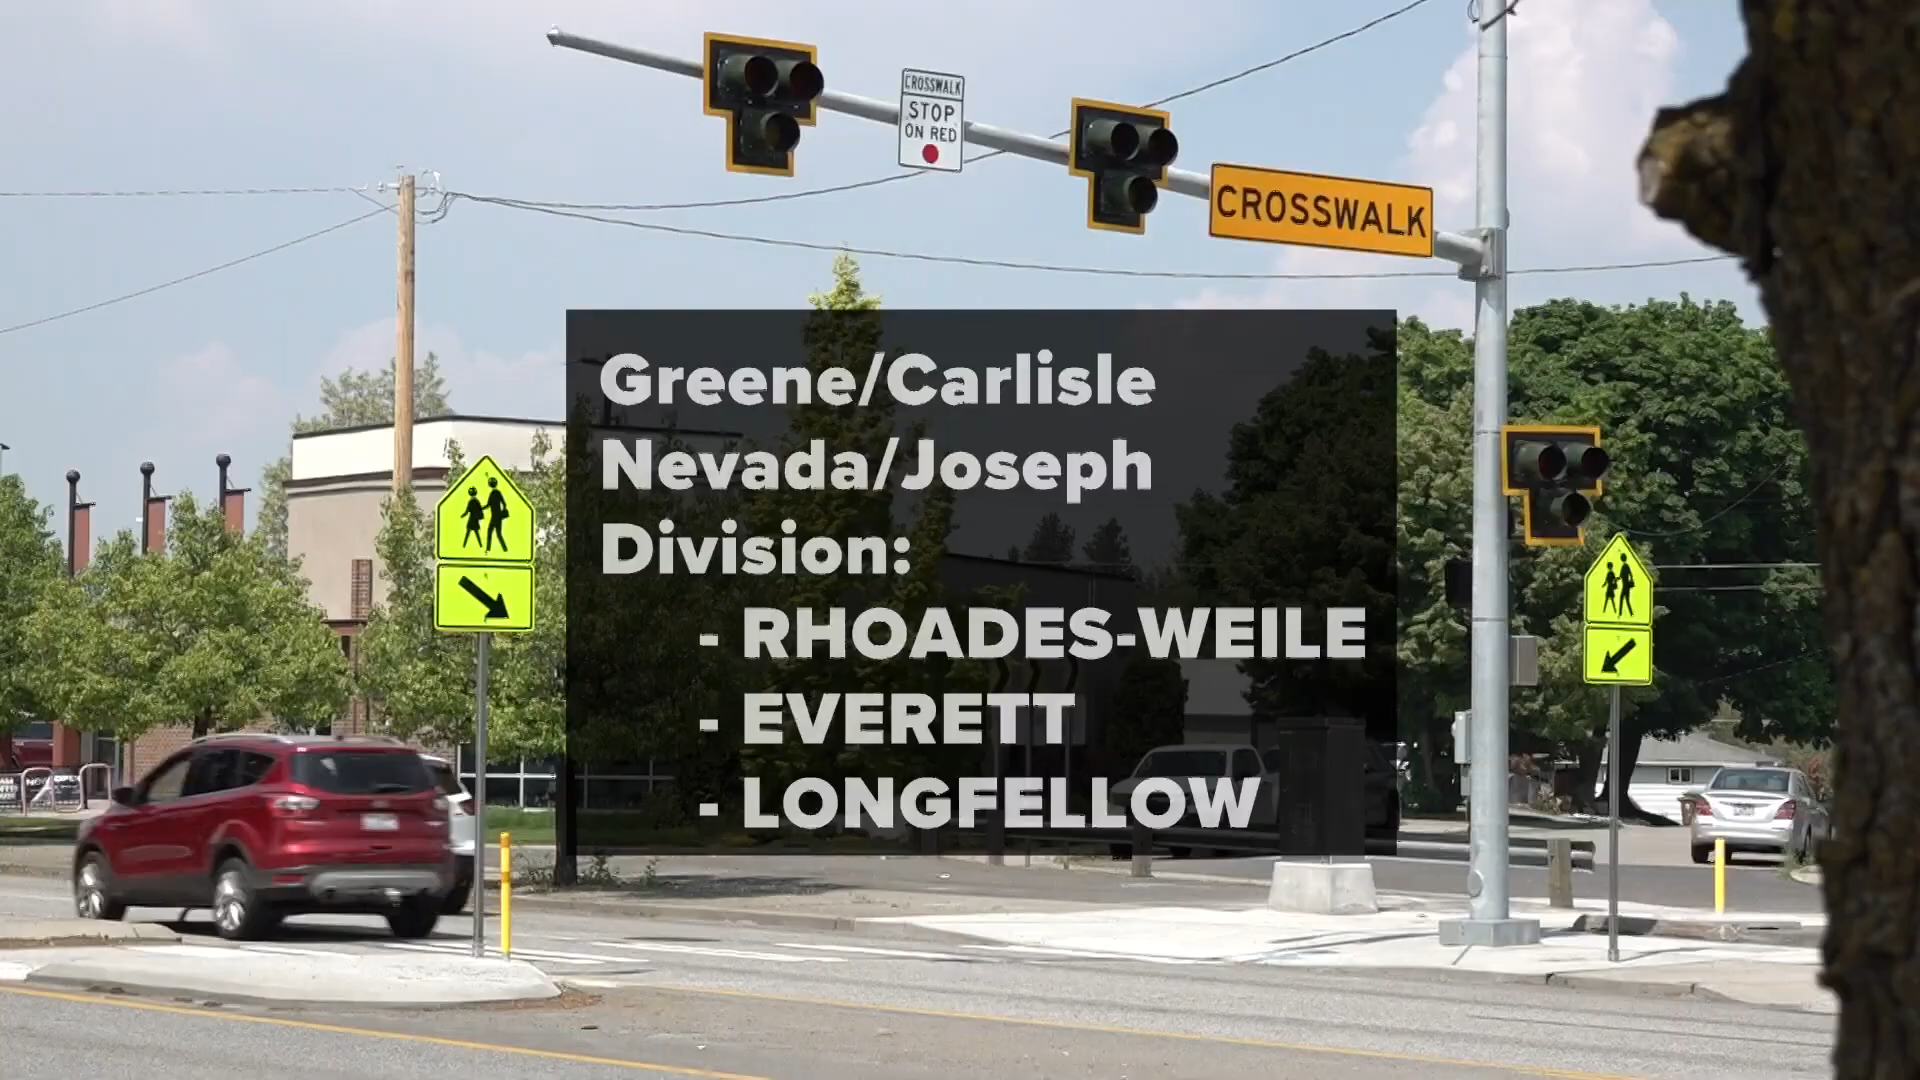 CROSSWALK
STOP
ON RED
CROSSWALK
Greene/Carlisle
Nevada/Joseph
Division:
- RHOADES-WEILE
- EVERETT
- LONGFELLOW